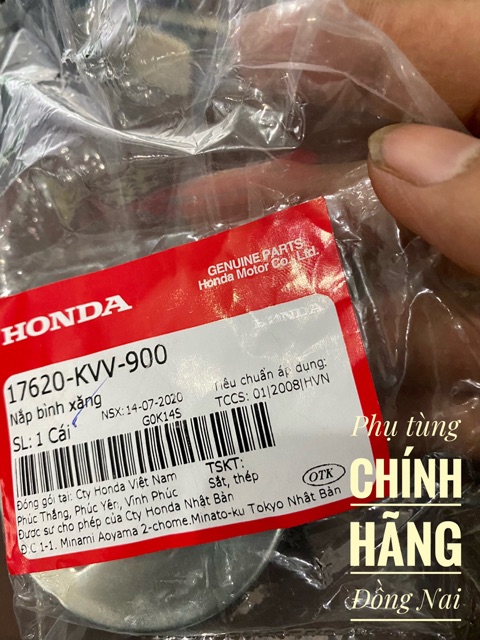 GENUINE PARTS
Honda Motor Co., Ltd.
HONDA
HONDA
17620-KVV-900
Nắp bình xăng
NSX: 14-07-2020
Tiêu chuẩn áp dụng:
SL: 1 Cái
G0K14S
TCCS: 01|2008|HVN
TSKT:
Sắt, thép
Đóng gói tại: Cty Honda Việt Nam
Phúc Thắng, Phúc Yên, Vĩnh Phúc
OTK
Được sự cho phép của Cty Honda Nhật Bản
Đ:C 1-1. Minami Aoyama 2-chome.Minato-ku Tokyo Nhật Bản
Phụ tùng
CHÍNH
HÃNG
Đồng Nai